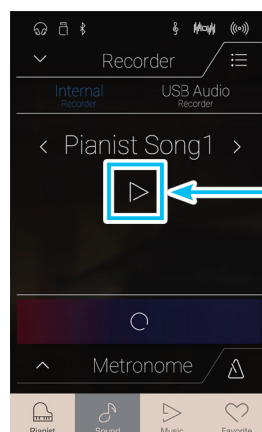 Recorder
Internal
Recorder
USB Audio
Recorder
Pianist Song1
Metronome
Pianist
Sound
Music
Favorite